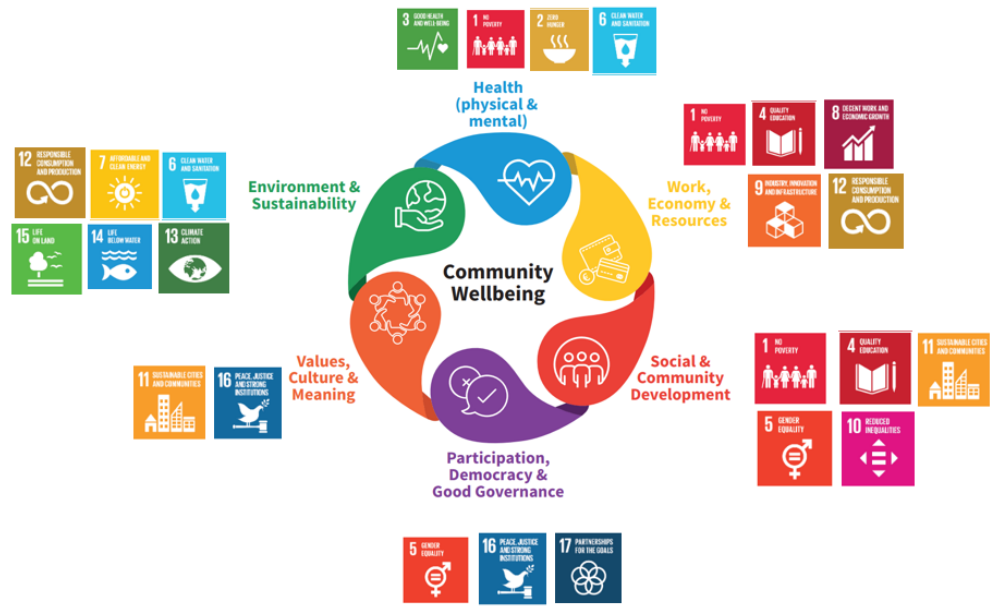 3 GOOD HEALTH
AND WELL-BEING
1 NO
POVERTY
2 ZERO
HUNGER
6 CLEAN WATER
AND SANITATION
Health
(physical &
mental)
1 NO
POVERTY
4 QUALITY
EDUCATION
8 DECENT WORK AND
ECONOMIC GROWTH
9 INDUSTRY, INNOVATION
AND INFRASTRUCTURE
12 RESPONSIBLE
CONSUMPTION
AND PRODUCTION
Work,
Economy &
Resources
12 RESPONSIBLE
CONSUMPTION
AND PRODUCTION
7 AFFORDABLE AND
CLEAN ENERGY
6 CLEAN WATER
AND SANITATION
15 LIFE
ON LAND
14 LIFE
BELOW WATER
13 CLIMATE
ACTION
Environment &
Sustainability
Community
Wellbeing
11 SUSTAINABLE CITIES
AND COMMUNITIES
16 PEACE, JUSTICE
AND STRONG
INSTITUTIONS
Values,
Culture &
Meaning
Social &
Community
Development
1 NO
POVERTY
4 QUALITY
EDUCATION
11 SUSTAINABLE CITIES
AND COMMUNITIES
5 GENDER
EQUALITY
10 REDUCED
INEQUALITIES
Participation,
Democracy &
Good Governance
5 GENDER
EQUALITY
16 PEACE, JUSTICE
AND STRONG
INSTITUTIONS
17 PARTNERSHIPS
FOR THE GOALS